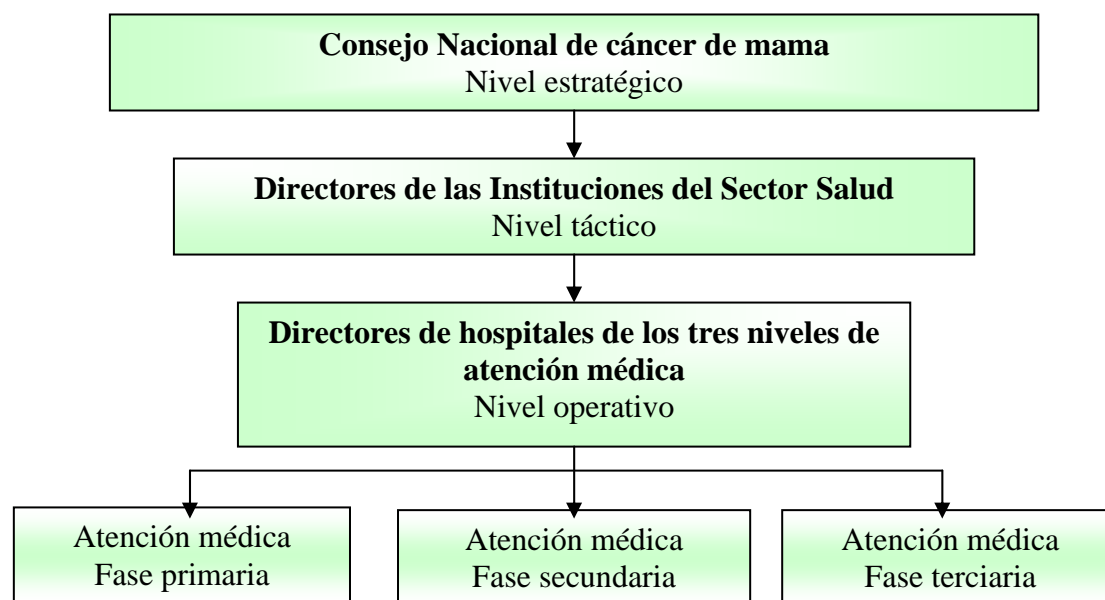 Consejo Nacional de cáncer de mama
Nivel estratégico
Directores de las Instituciones del Sector Salud
Nivel táctico
Directores de hospitales de los tres niveles de
atención médica
Nivel operativo
Atención médica
Fase primaria
Atención médica
Fase secundaria
Atención médica
Fase terciaria